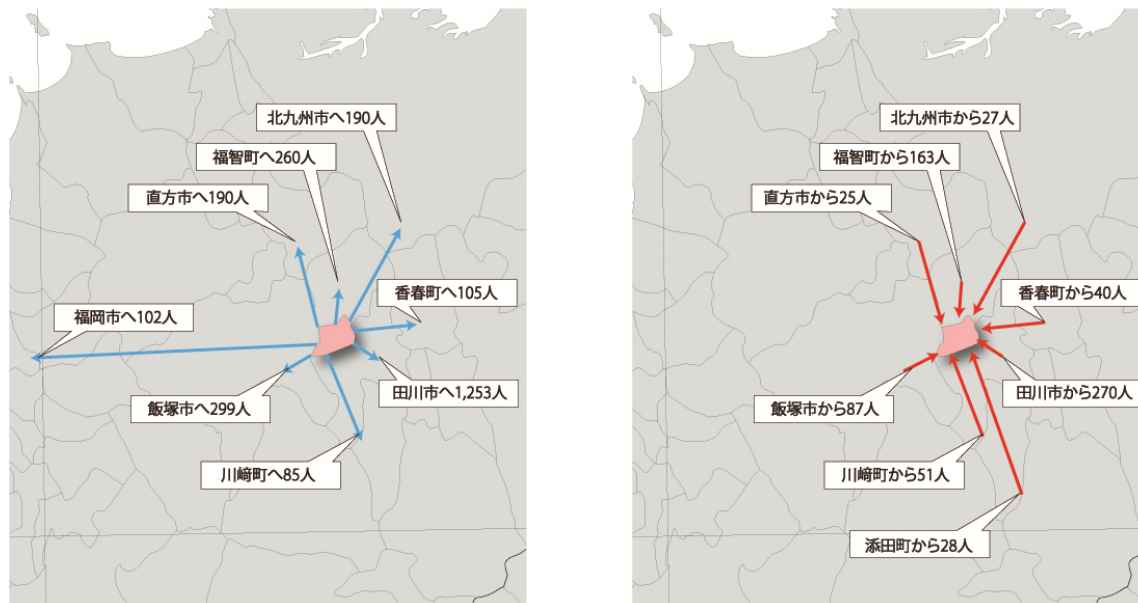 北九州市へ190人
福智町へ260人
直方市へ190人
香春町へ105人
福岡市へ102人
田川市へ1,253人
飯塚市へ299人
川﨑町へ85人
北九州市から27人
福智町から163人
直方市から25人
香春町から40人
田川市から270人
飯塚市から87人
川﨑町から51人
添田町から28人